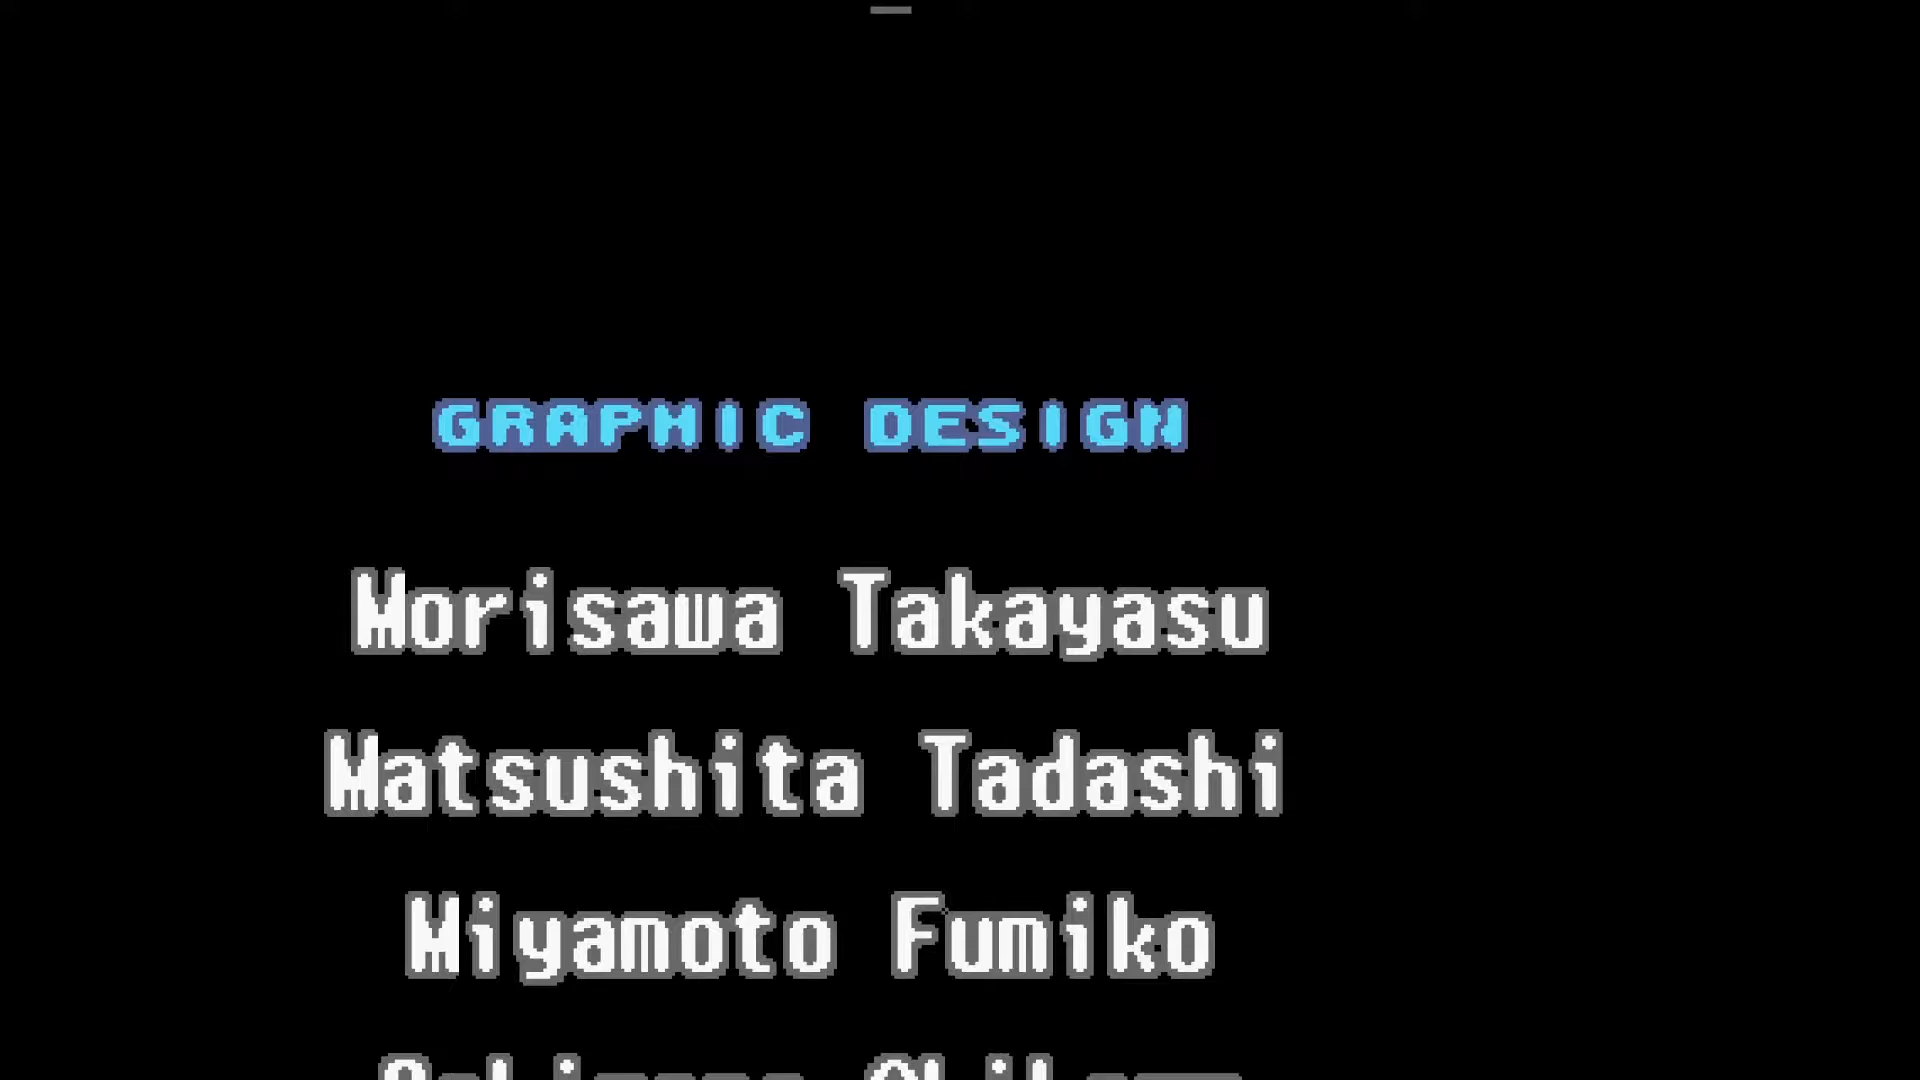 GRAPHIC DESIGN
Morisawa Takayasu
Matsushita Tadashi
Miyamoto Fumiko